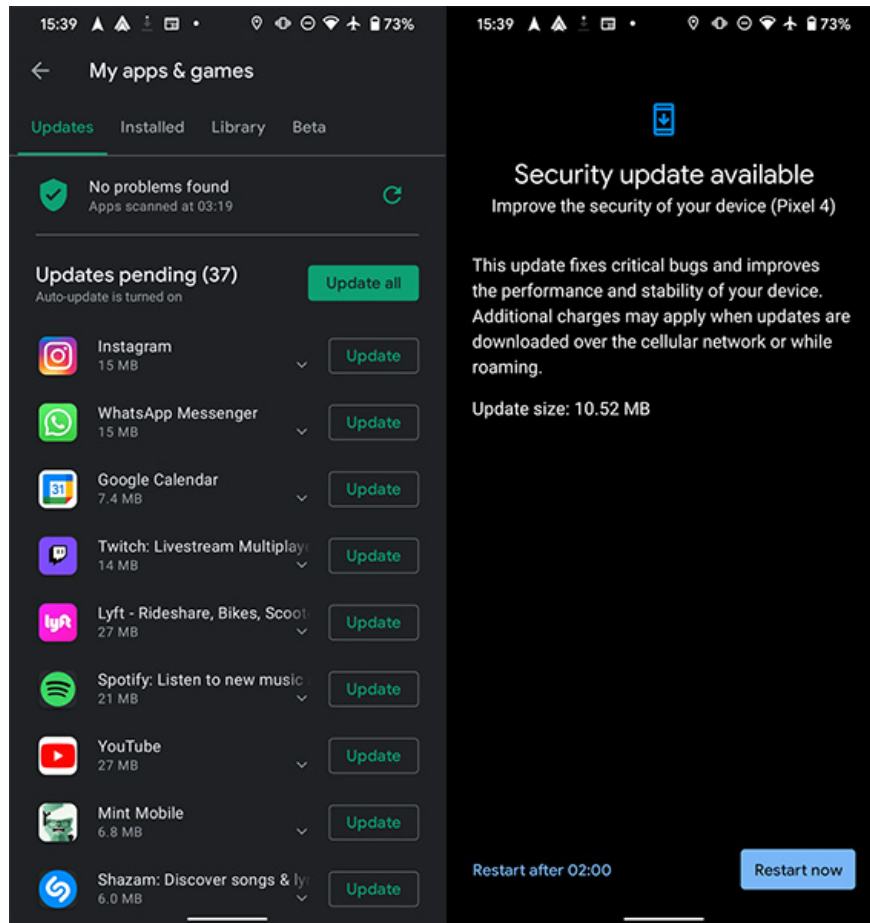 15:39
73%
My apps & games
Updates Installed Library Beta
No problems found
Apps scanned at 03:19
Updates pending (37)
Auto-update is turned on
Update all
Instagram
15 MB
Update
WhatsApp Messenger
15 MB
Update
31
Google Calendar
7.4 MB
Update
Twitch: Livestream Multiplaye
14 MB
Update
lyft
Lyft - Rideshare, Bikes, Scoot
27 MB
Update
Spotify: Listen to new music
21 MB
Update
YouTube
27 MB
Update
Mint Mobile
6.8 MB
Update
Shazam: Discover songs & ly
6.0 MB
Update
15:39
73%
Security update available
Improve the security of your device (Pixel 4)
This update fixes critical bugs and improves
the performance and stability of your device.
Additional charges may apply when updates are
downloaded over the cellular network or while
roaming.
Update size: 10.52 MB
Restart after 02:00
Restart now